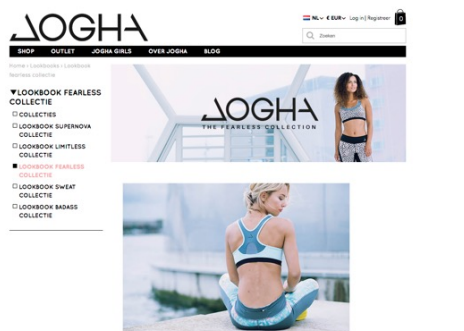 JOGHA
NL € EUR Log in | Registreer
0
Zoeken
SHOP OUTLET JOGHA GIRLS OVER JOGHA BLOG
Home › Lookbooks › Lookbook
fearless collectie
▼LOOKBOOK FEARLESS
COLLECTIE
COLLECTIES
LOOKBOOK SUPERNOVA
COLLECTIE
LOOKBOOK LIMITLESS
COLLECTIE
LOOKBOOK FEARLESS
COLLECTIE
LOOKBOOK SWEAT
COLLECTIE
LOOKBOOK BADASS
COLLECTIE
JOGHA
THE FEARLESS COLLECTION